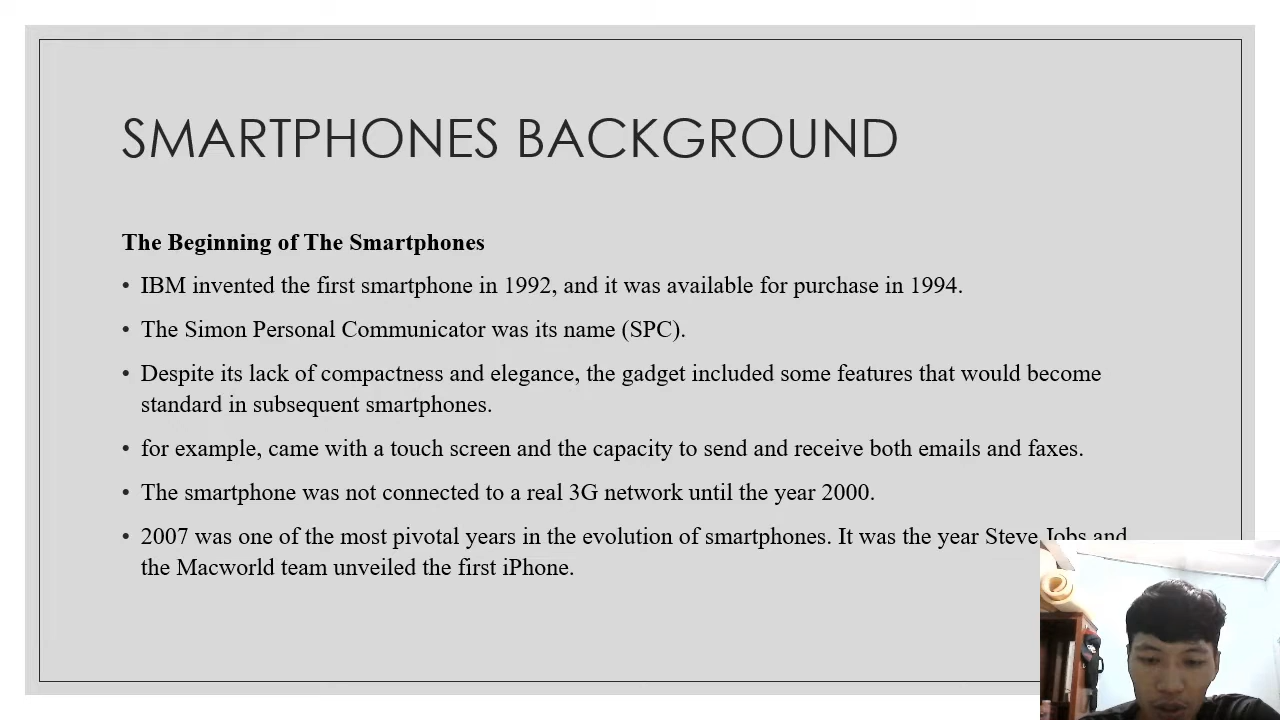 SMARTPHONES BACKGROUND
The Beginning of The Smartphones
• IBM invented the first smartphone in 1992, and it was available for purchase in 1994.
• The Simon Personal Communicator was its name (SPC).
• Despite its lack of compactness and elegance, the gadget included some features that would become
standard in subsequent smartphones.
• for example, came with a touch screen and the capacity to send and receive both emails and faxes.
• The smartphone was not connected to a real 3G network until the year 2000.
• 2007 was one of the most pivotal years in the evolution of smartphones. It was the year Steve Jobs and
the Macworld team unveiled the first iPhone.